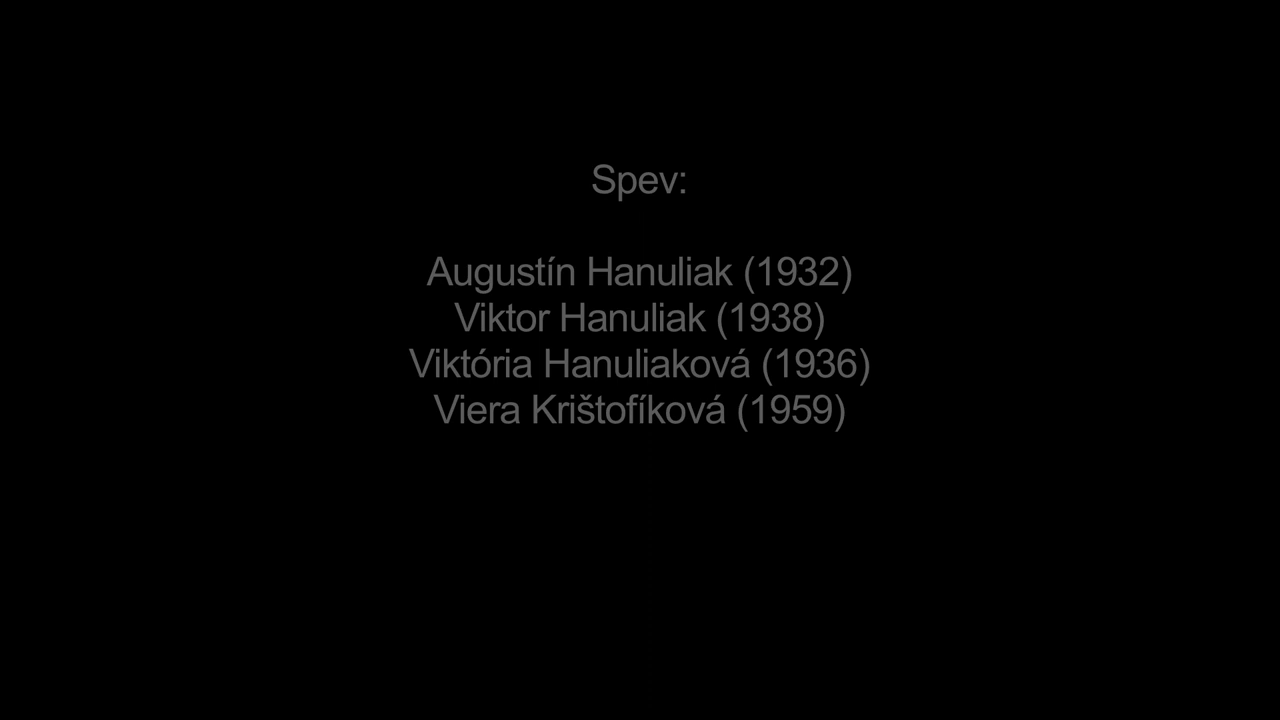 Spev:
Augustín Hanuliak (1932)
Viktor Hanuliak (1938)
Viktória Hanuliaková (1936)
Viera Krištofíková (1959)